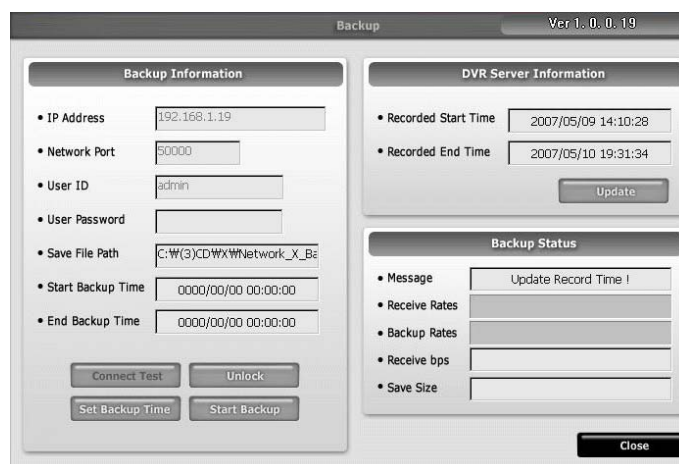 Backup
Ver 1. 0. 0. 19
Backup Information
• IP Address 192.168.1.19
• Network Port 50000
• User ID admin
• User Password
• Save File Path C:₩(3)CD₩X₩Network_X_Ba
• Start Backup Time 0000/00/00 00:00:00
• End Backup Time 0000/00/00 00:00:00
Connect Test Unlock
Set Backup Time Start Backup
DVR Server Information
• Recorded Start Time 2007/05/09 14:10:28
• Recorded End Time 2007/05/10 19:31:34
Update
Backup Status
• Message Update Record Time !
• Receive Rates
• Backup Rates
• Receive bps
• Save Size
Close